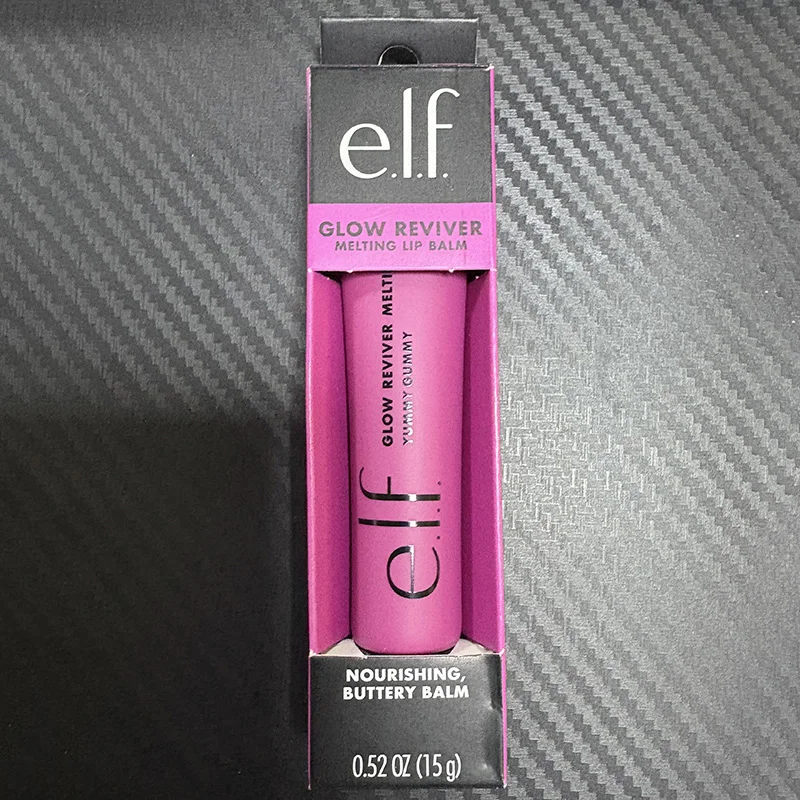 e.l.f.
GLOW REVIVER
MELTING LIP BALM
GLOW REVIVER MELTI
YUMMY GUMMY
e.l.f.
NOURISHING,
BUTTERY BALM
0.52 OZ (15 g)